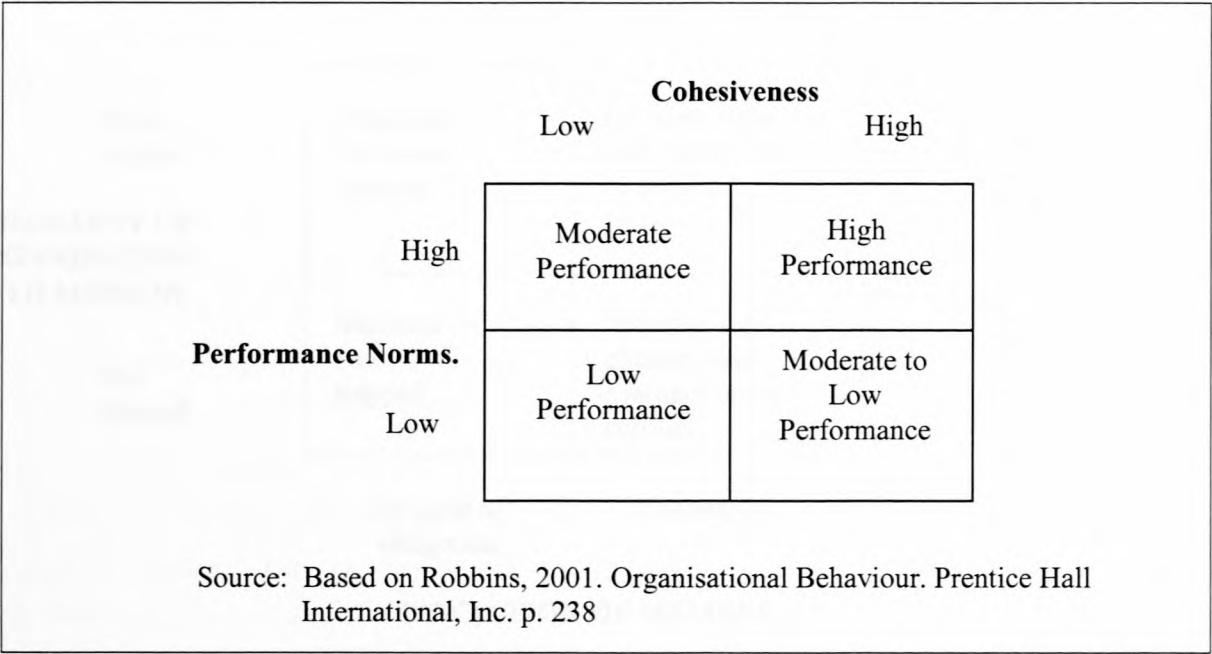 Cohesiveness
Low High
High
Moderate
Performance
High
Performance
Performance Norms.
Low
Low
Performance
Moderate to
Low
Performance
Source: Based on Robbins, 2001. Organisational Behaviour. Prentice Hall
International, Inc. p. 238